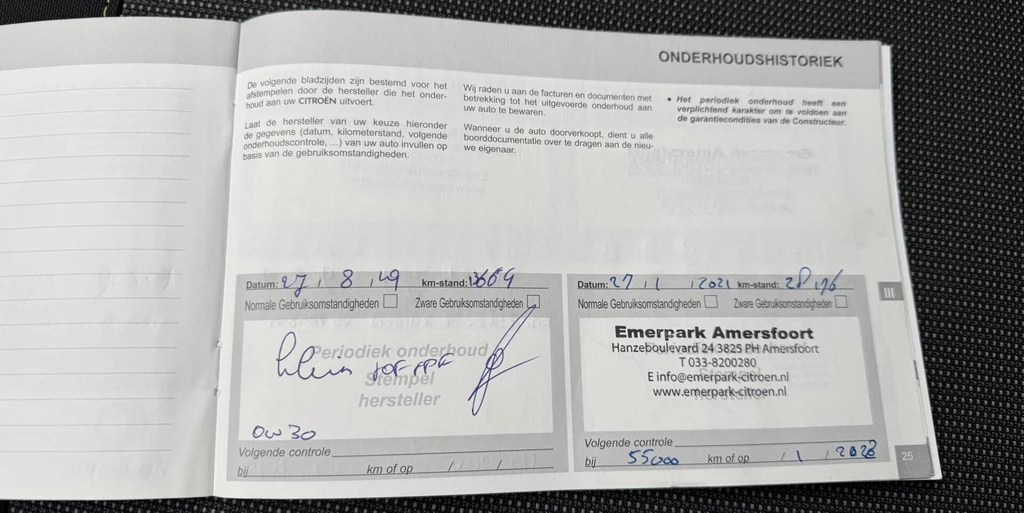 ONDERHOUDSHISTORIEK
De volgende bladzijden zijn bestemd voor het
afstempelen door de hersteller die het onder-
houd aan uw CITROËN uitvoert.
Laat de hersteller van uw keuze hieronder
de gegevens (datum, kilometerstand, volgende
onderhoudscontrole, ...) van uw auto invullen op
basis van de gebruiksomstandigheden.
Wij raden u aan de facturen en documenten met
betrekking tot het uitgevoerde onderhoud aan
uw auto te bewaren.
Wanneer u de auto doorverkoopt, dient u alle
boorddocumentatie over te dragen aan de nieu-
we eigenaar.
• Het periodiek onderhoud heeft een
verplichtend karakter om te voldoen aan
de garantiecondities van de Constructeur.
Datum: 27 / 8 / 19 km-stand: 13664
Normale Gebruiksomstandigheden Zware Gebruiksomstandigheden
Periodiek onderhoud
Stempel
hersteller
0w30
Volgende controle
bij km of op / /
Datum: 27 / 1 / 2021 km-stand:
Normale Gebruiksomstandigheden Zware Gebruiksomstandigheden
Emerpark Amersfoort
Hanzeboulevard 24 3825 PH Amersfoort
T 033-8200280
E info@emerpark-citroen.nl
www.emerpark-citroen.nl
Volgende controle
bij 55000 km of op / 1 /
III
25